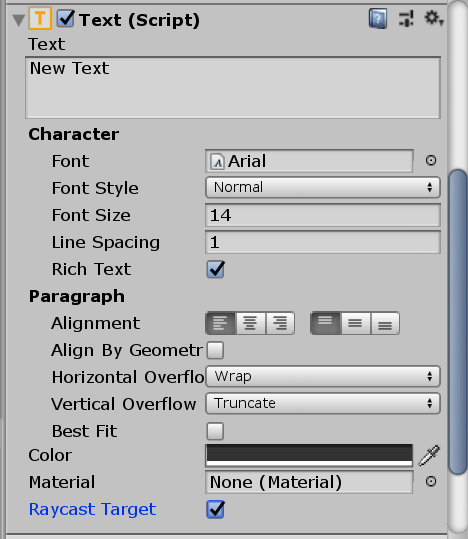 T Text (Script)
Text
New Text
Character
Font Arial
Font Style Normal
Font Size 14
Line Spacing 1
Rich Text
Paragraph
Alignment
Align By Geometr
Horizontal Overflo Wrap
Vertical Overflow Truncate
Best Fit
Color
Material None (Material)
Raycast Target